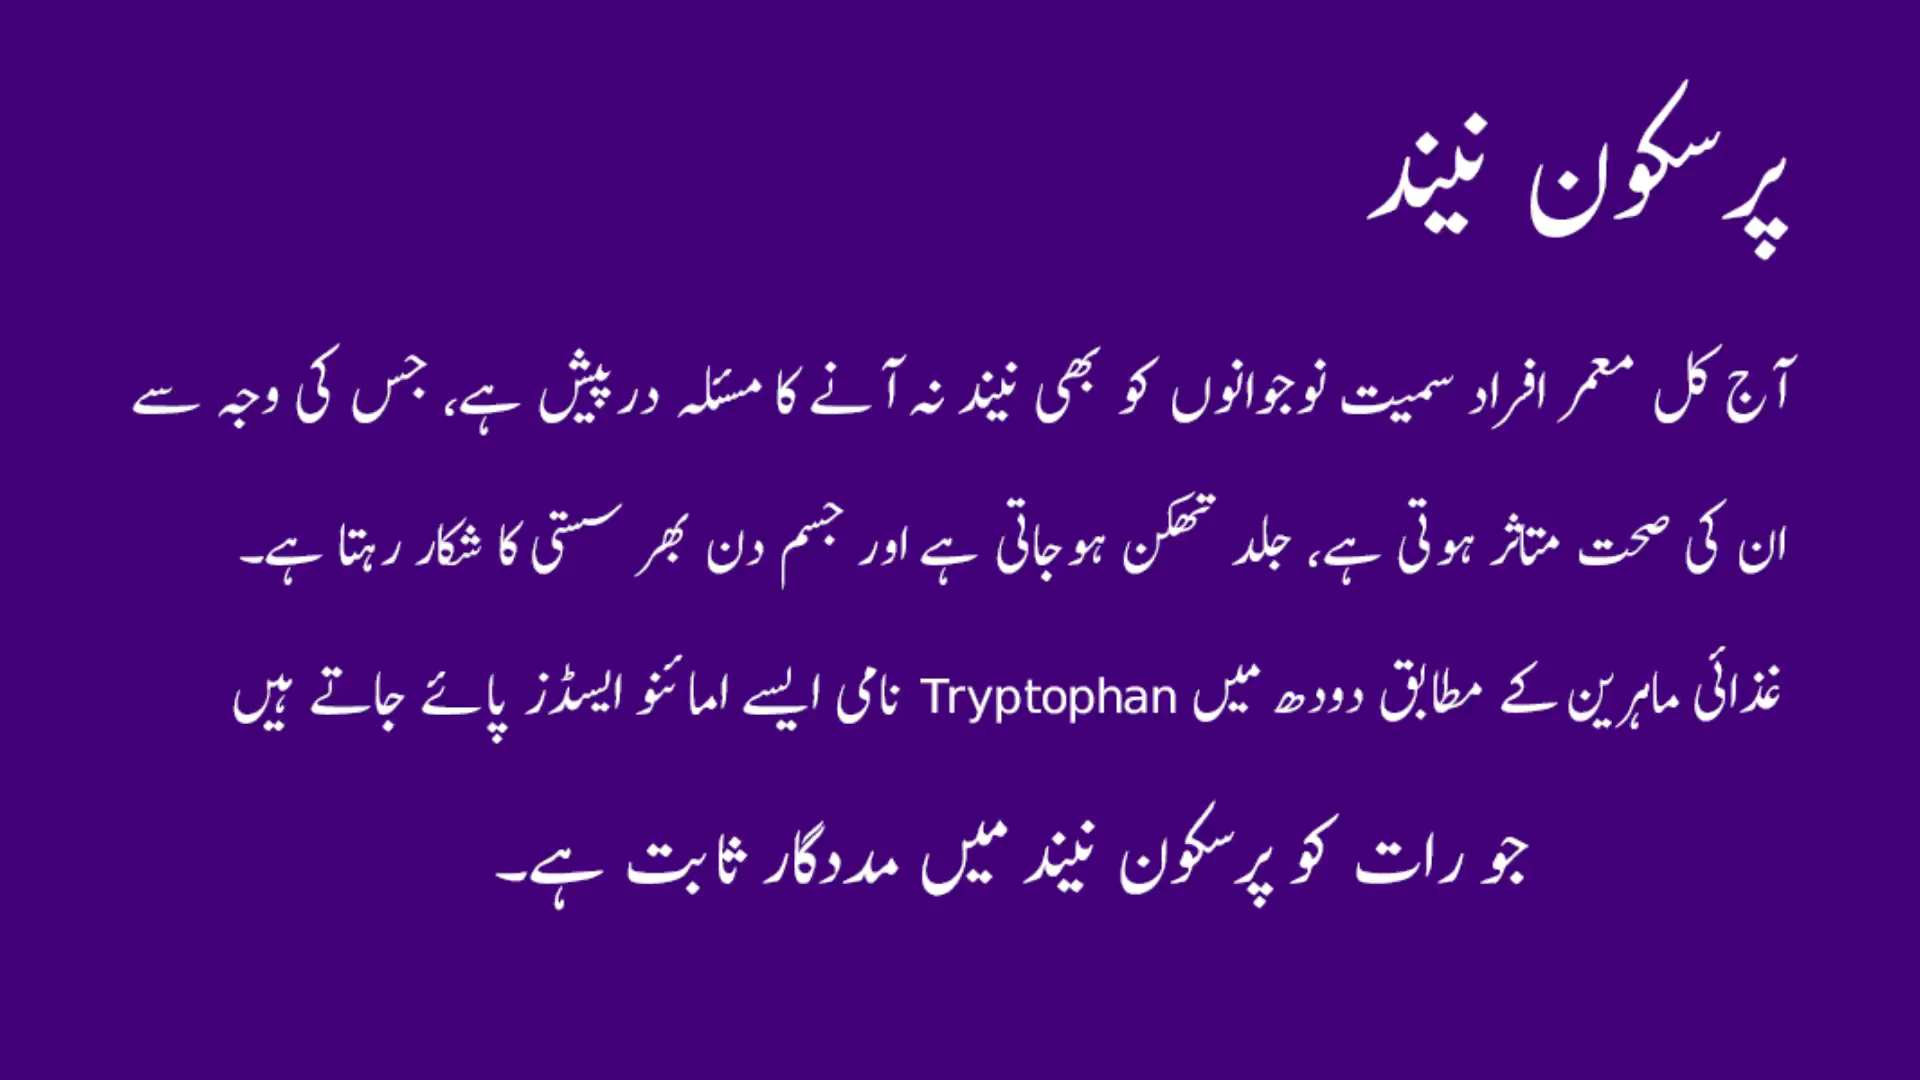 پرسکون نیند
آج کل معمر افراد سمیت نوجوانوں کو بھی نیند نہ آنے کا مسئلہ درپیش ہے، جس کی وجہ سے
ان کی صحت متاثر ہوتی ہے، جلد تھکن ہوجاتی ہے اور جسم دن بھر سستی کا شکار رہتا ہے۔
غذائی ماہرین کے مطابق دودھ میں Tryptophan نامی ایسے امائنو ایسڈز پائے جاتے ہیں
جو رات کو پرسکون نیند میں مددگار ثابت ہے۔